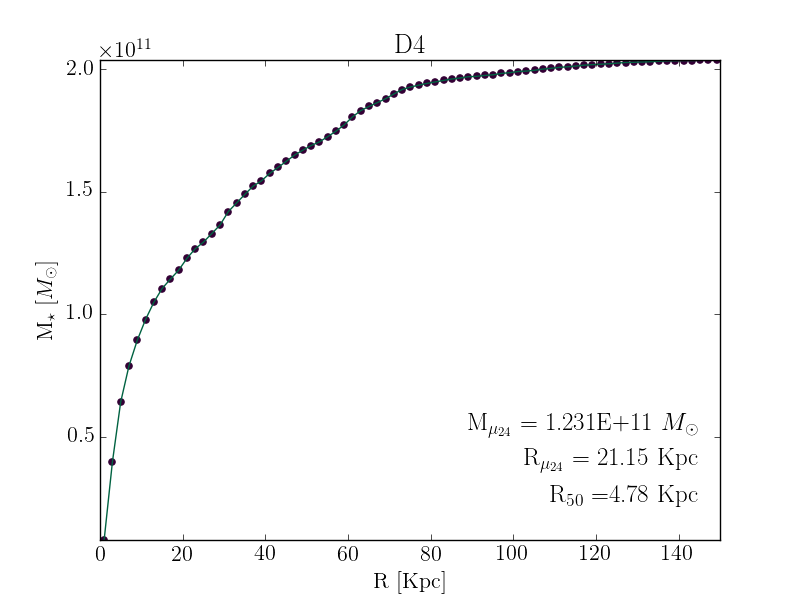 D4
×10¹¹
2.0
1.5
1.0
0.5
M⋆ [M⊙]
M_μ₂₄ = 1.231E+11 M⊙
R_μ₂₄ = 21.15 Kpc
R₅₀ =4.78 Kpc
0 20 40 60 80 100 120 140
R [Kpc]